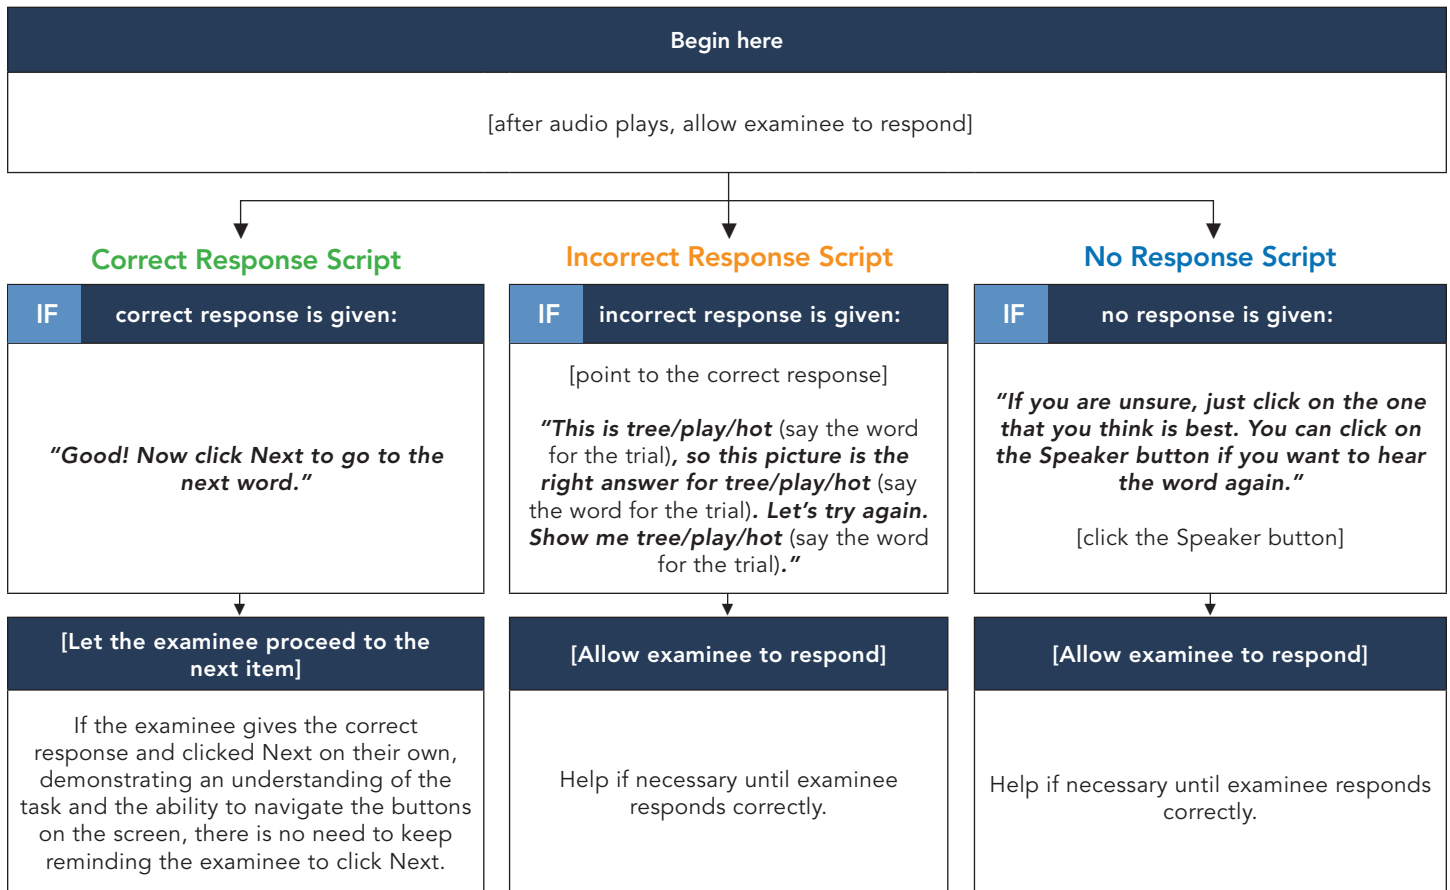 Begin here
[after audio plays, allow examinee to respond]
Correct Response Script
IF correct response is given:
"Good! Now click Next to go to the
next word."
[Let the examinee proceed to the
next item]
If the examinee gives the correct
response and clicked Next on their own,
demonstrating an understanding of the
task and the ability to navigate the buttons
on the screen, there is no need to keep
reminding the examinee to click Next.
Incorrect Response Script
IF incorrect response is given:
[point to the correct response]
"This is tree/play/hot (say the word
for the trial), so this picture is the
right answer for tree/play/hot (say
the word for the trial). Let's try again.
Show me tree/play/hot (say the word
for the trial)."
[Allow examinee to respond]
Help if necessary until examinee
responds correctly.
No Response Script
IF no response is given:
"If you are unsure, just click on the one
that you think is best. You can click on
the Speaker button if you want to hear
the word again."
[click the Speaker button]
[Allow examinee to respond]
Help if necessary until examinee responds
correctly.